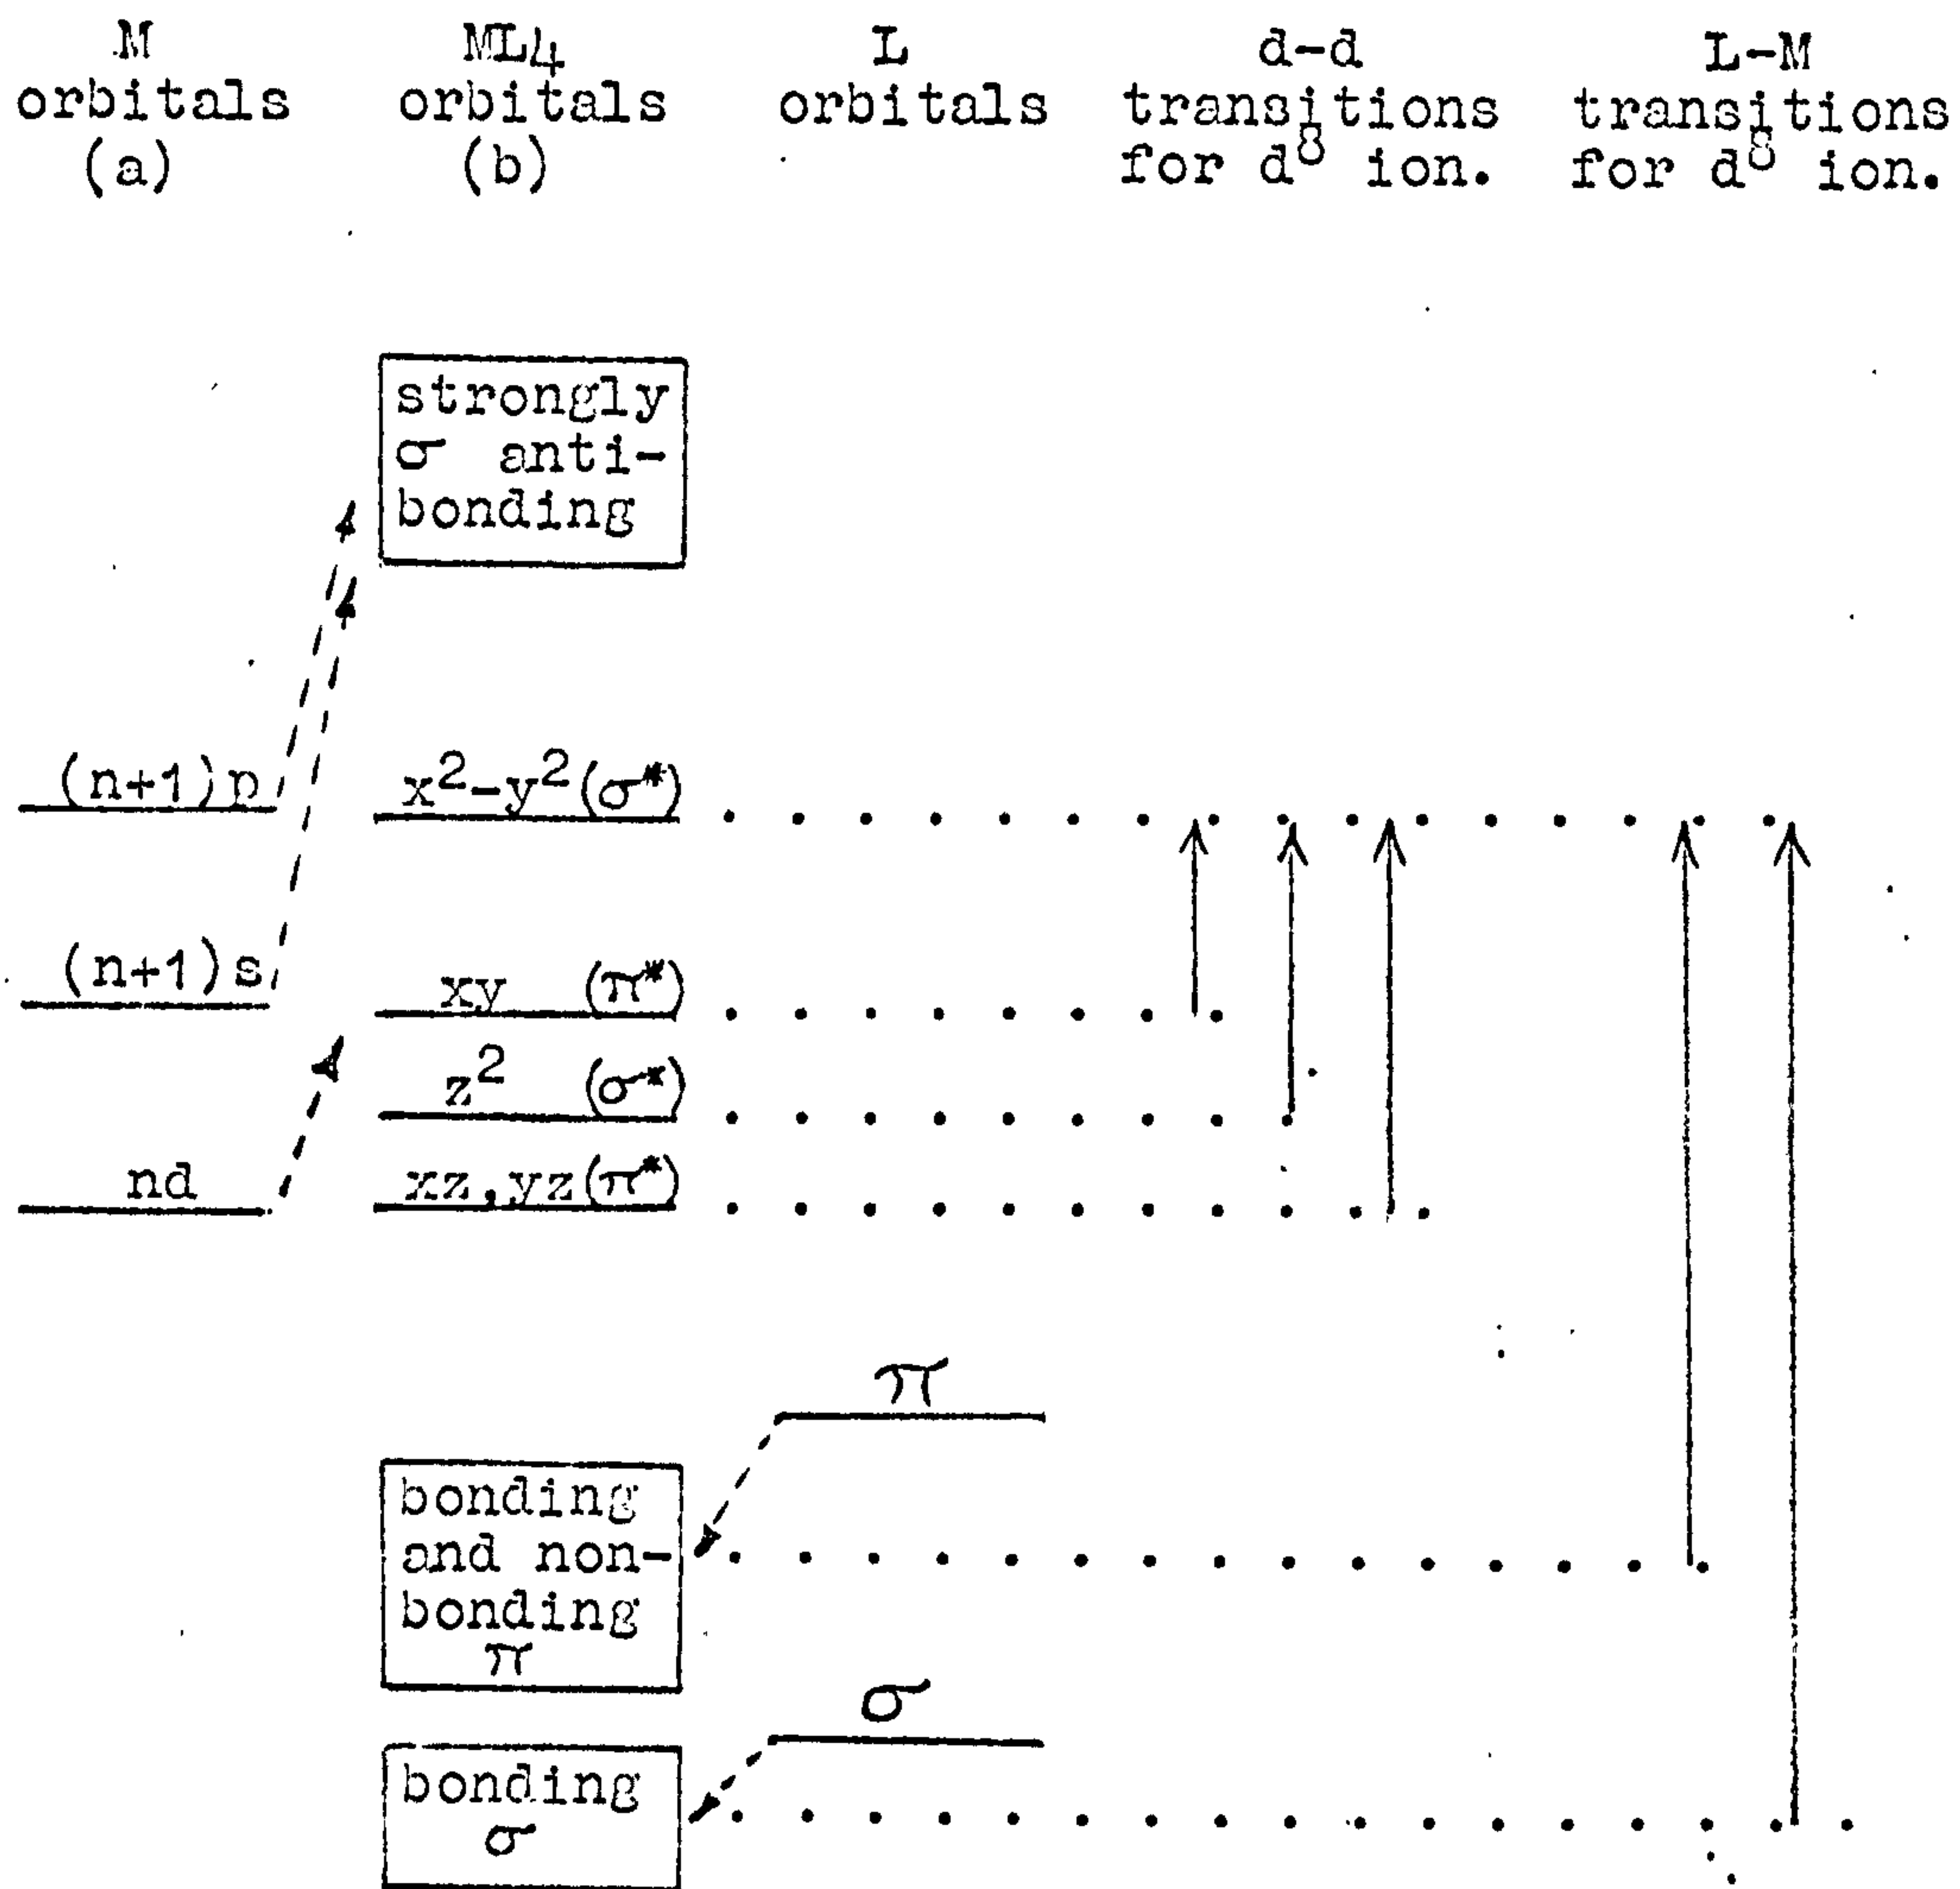 M
orbitals
(a)
ML4
orbitals
(b)
L
orbitals
d-d
transitions
for d⁸ ion.
L-M
transitions
for d⁸ ion.
strongly
σ anti-
bonding
(n+1)p
x²-y²(σ*)
(n+1)s
xy (π*)
z² (σ*)
nd
xz,yz(π*)
π
bonding
and non-
bonding
π
σ
bonding
σ